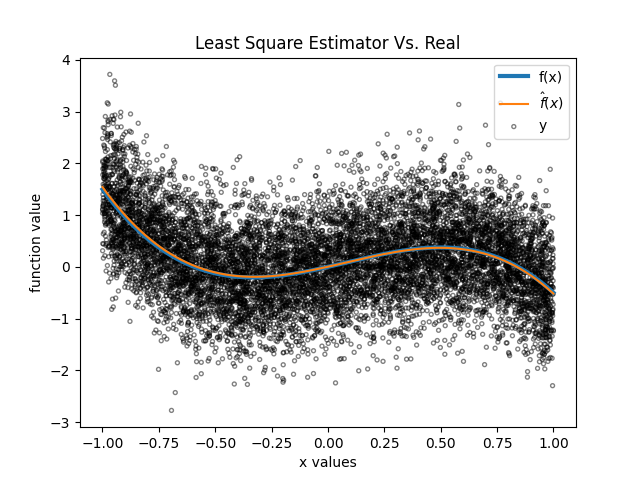 Least Square Estimator Vs. Real
4
3
2
1
0
−1
−2
−3
function value
f(x)
f̂(x)
y
−1.00 −0.75 −0.50 −0.25 0.00 0.25 0.50 0.75 1.00
x values